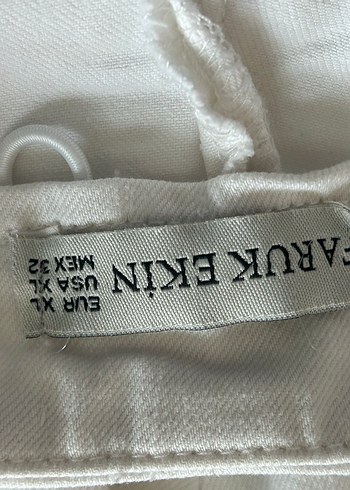 FARUK EKİN
EUR XL
USA XL
MEX 32